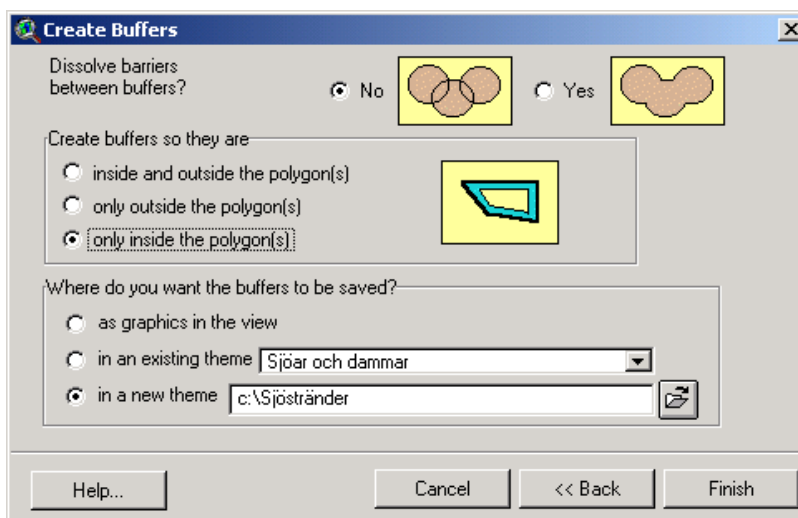 Create Buffers
Dissolve barriers
between buffers?
No
Yes
Create buffers so they are
inside and outside the polygon(s)
only outside the polygon(s)
only inside the polygon(s)
Where do you want the buffers to be saved?
as graphics in the view
in an existing theme Sjöar och dammar
in a new theme c:\Sjöstränder
Help... Cancel << Back Finish